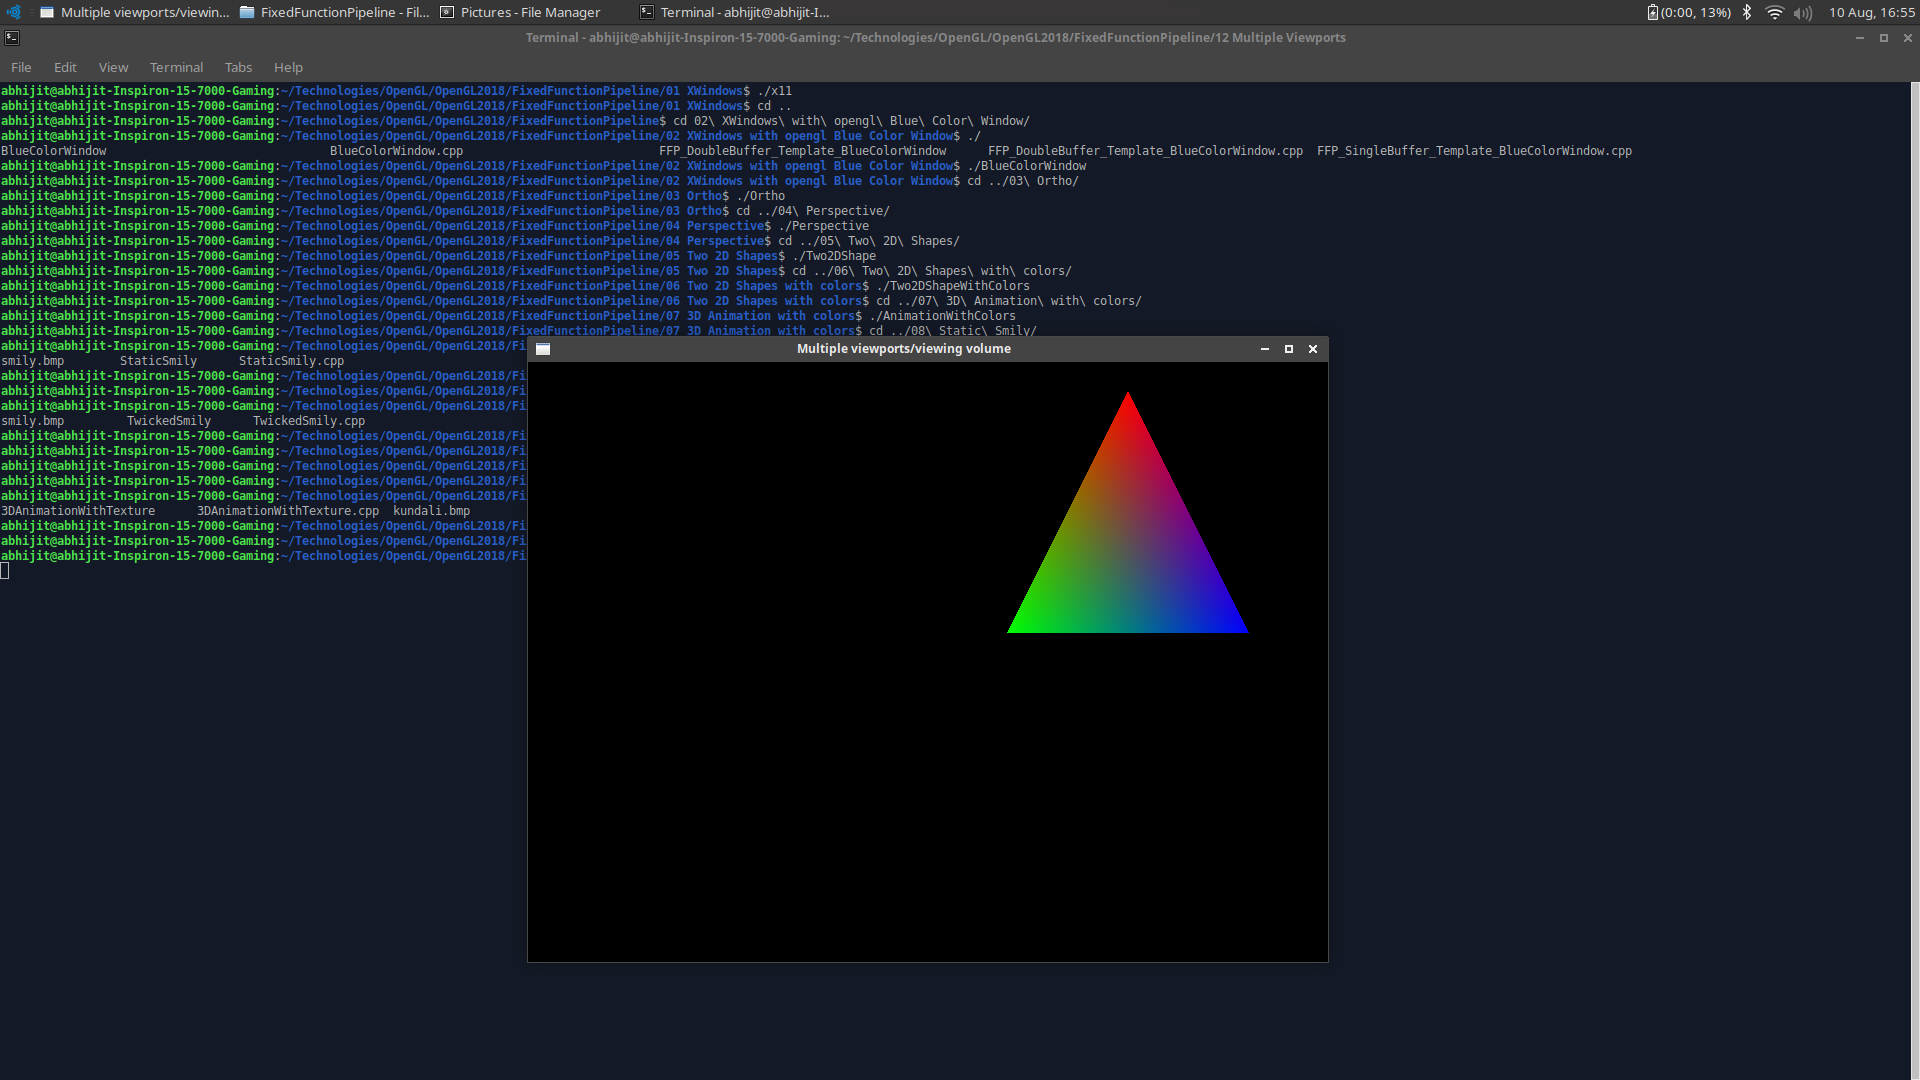 Multiple viewports/viewin... FixedFunctionPipeline - Fil... Pictures - File Manager Terminal - abhijit@abhijit-I... (0:00, 13%) 10 Aug, 16:55
Terminal - abhijit@abhijit-Inspiron-15-7000-Gaming: ~/Technologies/OpenGL/OpenGL2018/FixedFunctionPipeline/12 Multiple Viewports
File Edit View Terminal Tabs Help
abhijit@abhijit-Inspiron-15-7000-Gaming:~/Technologies/OpenGL/OpenGL2018/FixedFunctionPipeline/01 XWindows$ ./x11
abhijit@abhijit-Inspiron-15-7000-Gaming:~/Technologies/OpenGL/OpenGL2018/FixedFunctionPipeline/01 XWindows$ cd ..
abhijit@abhijit-Inspiron-15-7000-Gaming:~/Technologies/OpenGL/OpenGL2018/FixedFunctionPipeline$ cd 02\ XWindows\ with\ opengl\ Blue\ Color\ Window/
abhijit@abhijit-Inspiron-15-7000-Gaming:~/Technologies/OpenGL/OpenGL2018/FixedFunctionPipeline/02 XWindows with opengl Blue Color Window$ ./
BlueColorWindow BlueColorWindow.cpp FFP_DoubleBuffer_Template_BlueColorWindow FFP_DoubleBuffer_Template_BlueColorWindow.cpp FFP_SingleBuffer_Template_BlueColorWindow.cpp
abhijit@abhijit-Inspiron-15-7000-Gaming:~/Technologies/OpenGL/OpenGL2018/FixedFunctionPipeline/02 XWindows with opengl Blue Color Window$ ./BlueColorWindow
abhijit@abhijit-Inspiron-15-7000-Gaming:~/Technologies/OpenGL/OpenGL2018/FixedFunctionPipeline/02 XWindows with opengl Blue Color Window$ cd ../03\ Ortho/
abhijit@abhijit-Inspiron-15-7000-Gaming:~/Technologies/OpenGL/OpenGL2018/FixedFunctionPipeline/03 Ortho$ ./Ortho
abhijit@abhijit-Inspiron-15-7000-Gaming:~/Technologies/OpenGL/OpenGL2018/FixedFunctionPipeline/03 Ortho$ cd ../04\ Perspective/
abhijit@abhijit-Inspiron-15-7000-Gaming:~/Technologies/OpenGL/OpenGL2018/FixedFunctionPipeline/04 Perspective$ ./Perspective
abhijit@abhijit-Inspiron-15-7000-Gaming:~/Technologies/OpenGL/OpenGL2018/FixedFunctionPipeline/04 Perspective$ cd ../05\ Two\ 2D\ Shapes/
abhijit@abhijit-Inspiron-15-7000-Gaming:~/Technologies/OpenGL/OpenGL2018/FixedFunctionPipeline/05 Two 2D Shapes$ ./Two2DShape
abhijit@abhijit-Inspiron-15-7000-Gaming:~/Technologies/OpenGL/OpenGL2018/FixedFunctionPipeline/05 Two 2D Shapes$ cd ../06\ Two\ 2D\ Shapes\ with\ colors/
abhijit@abhijit-Inspiron-15-7000-Gaming:~/Technologies/OpenGL/OpenGL2018/FixedFunctionPipeline/06 Two 2D Shapes with colors$ ./Two2DShapeWithColors
abhijit@abhijit-Inspiron-15-7000-Gaming:~/Technologies/OpenGL/OpenGL2018/FixedFunctionPipeline/06 Two 2D Shapes with colors$ cd ../07\ 3D\ Animation\ with\ colors/
abhijit@abhijit-Inspiron-15-7000-Gaming:~/Technologies/OpenGL/OpenGL2018/FixedFunctionPipeline/07 3D Animation with colors$ ./AnimationWithColors
abhijit@abhijit-Inspiron-15-7000-Gaming:~/Technologies/OpenGL/OpenGL2018/FixedFunctionPipeline/07 3D Animation with colors$ cd ../08\ Static\ Smily/
abhijit@abhijit-Inspiron-15-7000-Gaming:~/Technologies/OpenGL/OpenGL2018/Fi
Multiple viewports/viewing volume
smily.bmp StaticSmily StaticSmily.cpp
abhijit@abhijit-Inspiron-15-7000-Gaming:~/Technologies/OpenGL/OpenGL2018/Fi
abhijit@abhijit-Inspiron-15-7000-Gaming:~/Technologies/OpenGL/OpenGL2018/Fi
abhijit@abhijit-Inspiron-15-7000-Gaming:~/Technologies/OpenGL/OpenGL2018/Fi
smily.bmp TwickedSmily TwickedSmily.cpp
abhijit@abhijit-Inspiron-15-7000-Gaming:~/Technologies/OpenGL/OpenGL2018/Fi
abhijit@abhijit-Inspiron-15-7000-Gaming:~/Technologies/OpenGL/OpenGL2018/Fi
abhijit@abhijit-Inspiron-15-7000-Gaming:~/Technologies/OpenGL/OpenGL2018/Fi
abhijit@abhijit-Inspiron-15-7000-Gaming:~/Technologies/OpenGL/OpenGL2018/Fi
abhijit@abhijit-Inspiron-15-7000-Gaming:~/Technologies/OpenGL/OpenGL2018/Fi
3DAnimationWithTexture 3DAnimationWithTexture.cpp kundali.bmp
abhijit@abhijit-Inspiron-15-7000-Gaming:~/Technologies/OpenGL/OpenGL2018/Fi
abhijit@abhijit-Inspiron-15-7000-Gaming:~/Technologies/OpenGL/OpenGL2018/Fi
abhijit@abhijit-Inspiron-15-7000-Gaming:~/Technologies/OpenGL/OpenGL2018/Fi